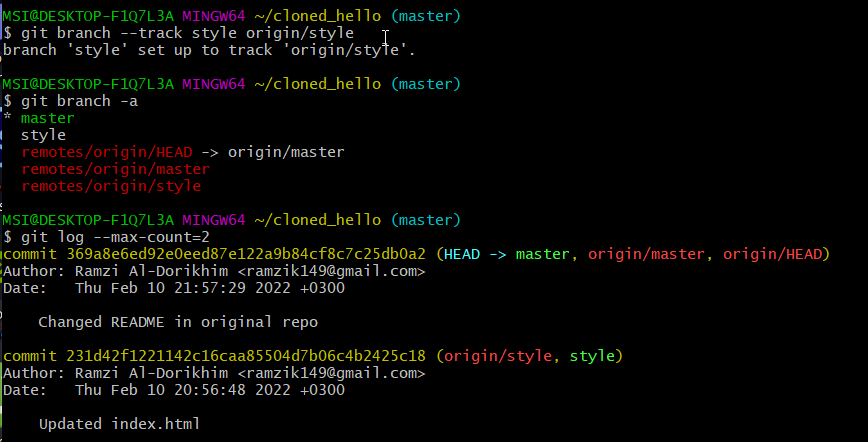 MSI@DESKTOP-F1Q7L3A MINGW64 ~/cloned_hello (master)
$ git branch --track style origin/style
branch 'style' set up to track 'origin/style'.

MSI@DESKTOP-F1Q7L3A MINGW64 ~/cloned_hello (master)
$ git branch -a
* master
  style
  remotes/origin/HEAD -> origin/master
  remotes/origin/master
  remotes/origin/style

MSI@DESKTOP-F1Q7L3A MINGW64 ~/cloned_hello (master)
$ git log --max-count=2
commit 369a8e6ed92e0eed87e122a9b84cf8c7c25db0a2 (HEAD -> master, origin/master, origin/HEAD)
Author: Ramzi Al-Dorikhim <ramzik149@gmail.com>
Date:   Thu Feb 10 21:57:29 2022 +0300

    Changed README in original repo

commit 231d42f1221142c16caa85504d7b06c4b2425c18 (origin/style, style)
Author: Ramzi Al-Dorikhim <ramzik149@gmail.com>
Date:   Thu Feb 10 20:56:48 2022 +0300

    Updated index.html